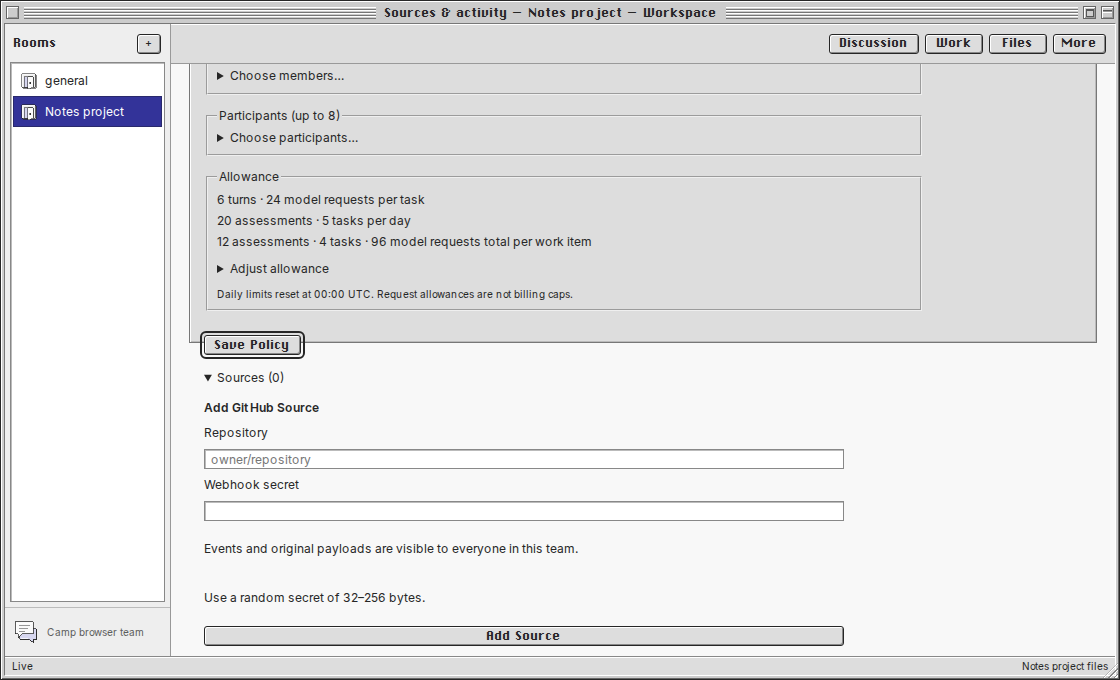 Sources & activity — Notes project — Workspace
Rooms
+
Discussion
Work
Files
More
general
Notes project
Choose members...
Participants (up to 8)
Choose participants...
Allowance
6 turns · 24 model requests per task
20 assessments · 5 tasks per day
12 assessments · 4 tasks · 96 model requests total per work item
Adjust allowance
Daily limits reset at 00:00 UTC. Request allowances are not billing caps.
Save Policy
Sources (0)
Add GitHub Source
Repository
owner/repository
Webhook secret
Events and original payloads are visible to everyone in this team.
Use a random secret of 32–256 bytes.
Add Source
Camp browser team
Live
Notes project files